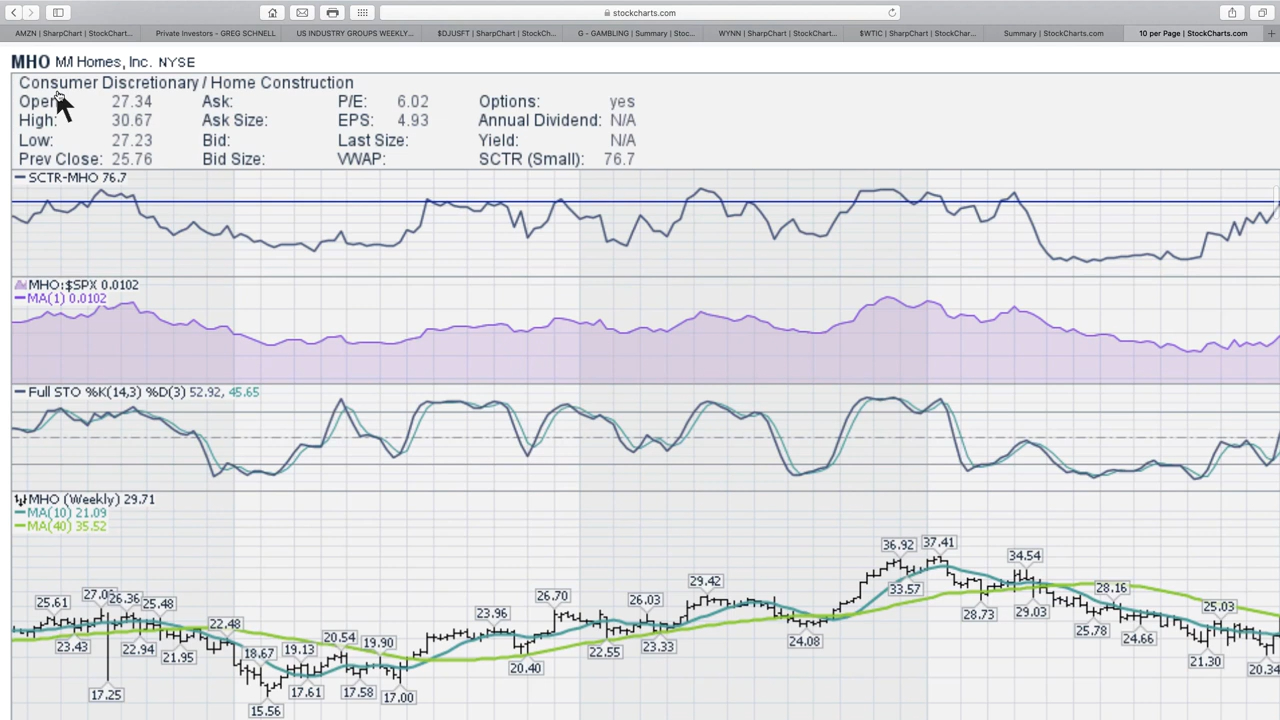 stockcharts.com
AMZN | SharpChart | StockChart... Private Investors - GREG SCHNELL US INDUSTRY GROUPS WEEKLY... $DJUSFT | SharpChart | StockCh... G - GAMBLING | Summary | Stoc... WYNN | SharpChart | StockChart... $WTIC | SharpChart | StockChar... Summary | StockCharts.com 10 per Page | StockCharts.com
MHO M/I Homes, Inc. NYSE
Consumer Discretionary / Home Construction
Open: 27.34 Ask: P/E: 6.02 Options: yes
High: 30.67 Ask Size: EPS: 4.93 Annual Dividend: N/A
Low: 27.23 Bid: Last Size: Yield: N/A
Prev Close: 25.76 Bid Size: VWAP: SCTR (Small): 76.7
SCTR-MHO 76.7
MHO:$SPX 0.0102
MA(1) 0.0102
Full STO %K(14,3) %D(3) 52.92, 45.65
MHO (Weekly) 29.71
MA(10) 21.09
MA(40) 35.52
36.92 37.41
34.54
29.42
33.57 28.16
27.0 26.36 26.70
25.61 25.48 23.96 26.03 28.73 29.03 25.03
22.48 25.78
23.43 22.94 20.54 19.90 22.55 23.33 24.08 24.66
21.95 18.67 19.13 20.40 21.30 20.34
17.25 17.61 17.58 17.00
15.56